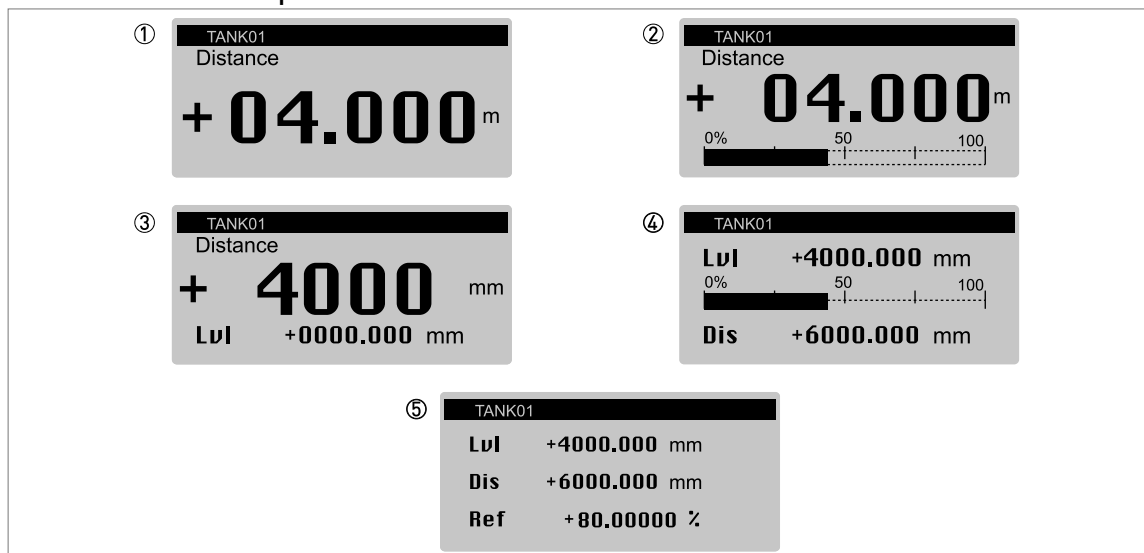 ①
TANK01
Distance
+ 04.000 m
②
TANK01
Distance
+ 04.000 m
0% 50 100
③
TANK01
Distance
+ 4000 mm
Lvl +0000.000 mm
④
TANK01
Lvl +4000.000 mm
0% 50 100
Dis +6000.000 mm
⑤
TANK01
Lvl +4000.000 mm
Dis +6000.000 mm
Ref +80.00000 %